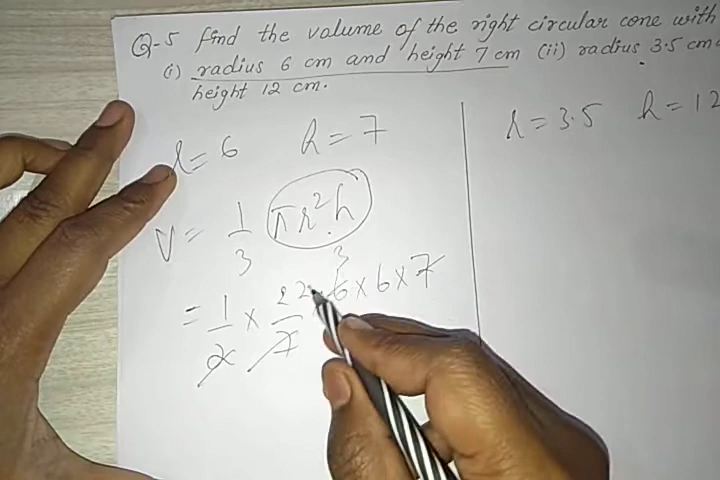 Q-5 find the volume of the right circular cone with
(i) radius 6 cm and height 7 cm (ii) radius 3.5 cm
height 12 cm.
r = 6 h = 7
r = 3.5 h = 12
V = 1/3 πr²h
3
= 1/2 × 22/7 6 × 6 × 7